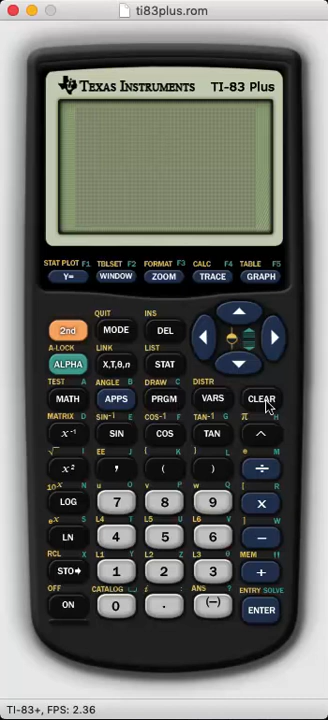 ti83plus.rom
TEXAS INSTRUMENTS TI-83 Plus
STAT PLOT F1 TBLSET F2 FORMAT F3 CALC F4 TABLE F5
Y= WINDOW ZOOM TRACE GRAPH
QUIT INS
2nd MODE DEL
A-LOCK LINK LIST
ALPHA X,T,θ,n STAT
TEST A ANGLE B DRAW C DISTR
MATH APPS PRGM VARS CLEAR
MATRIX D SIN⁻¹ E COS⁻¹ F TAN⁻¹ G π H
x⁻¹ SIN COS TAN ^
√ I EE J { K } L e M
x² , ( ) ÷
10ˣ N u O v P w Q [ R
LOG 7 8 9 X
eˣ S L4 T L5 U L6 V ] W
LN 4 5 6 −
RCL X L1 Y L2 Z L3 θ MEM "
STO➔ 1 2 3 +
OFF CATALOG i : ANS ? ENTRY SOLVE
ON 0 . (−) ENTER
TI-83+, FPS: 2.36